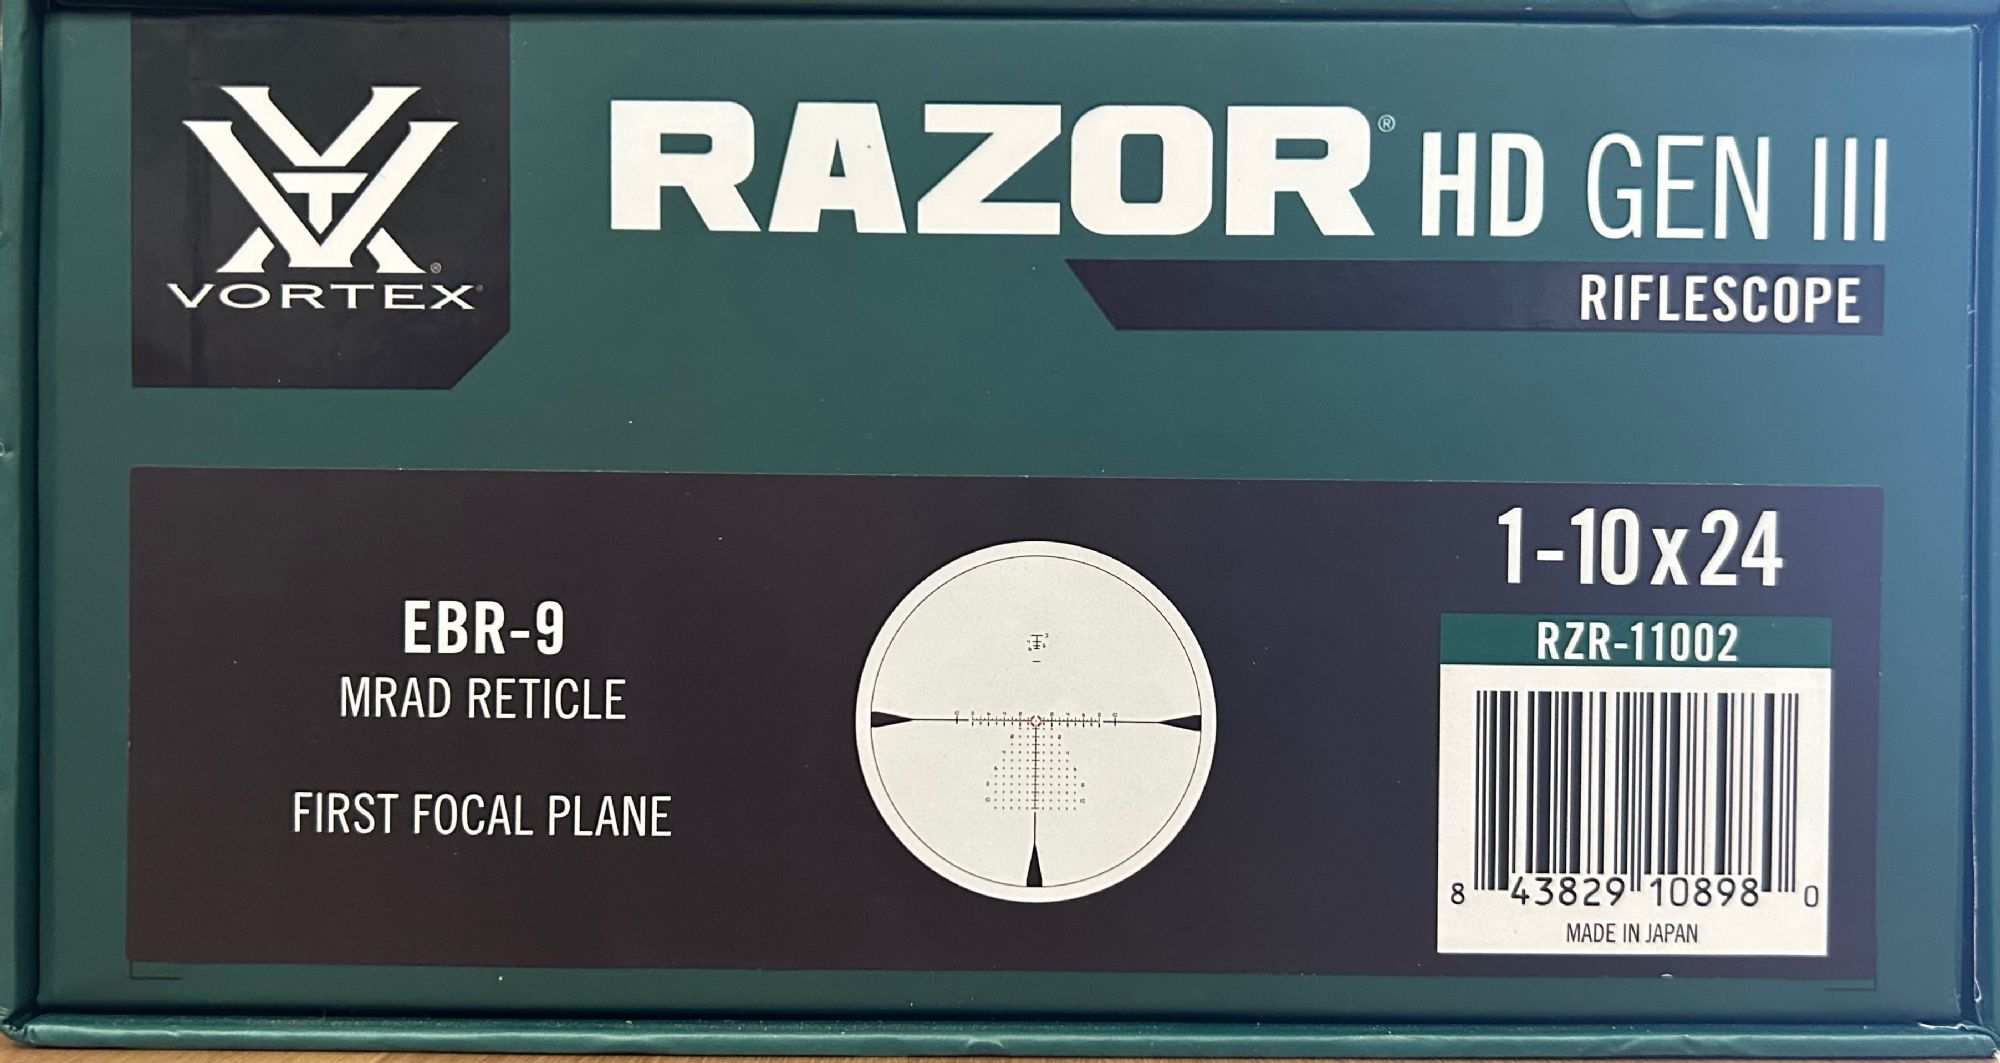 VORTEX
RAZOR® HD GEN III
RIFLESCOPE
EBR-9
MRAD RETICLE
FIRST FOCAL PLANE
1-10x24
RZR-11002
8 43829 10898 0
MADE IN JAPAN